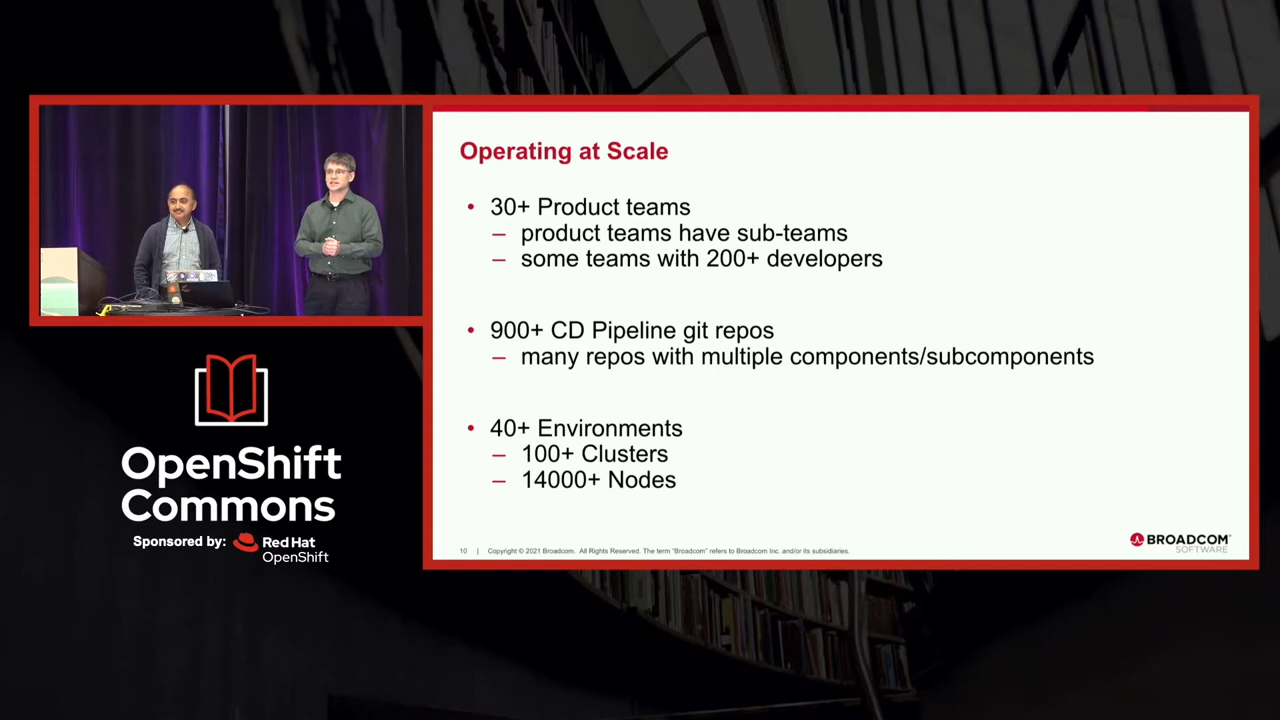 Operating at Scale
• 30+ Product teams
– product teams have sub-teams
– some teams with 200+ developers
• 900+ CD Pipeline git repos
– many repos with multiple components/subcomponents
• 40+ Environments
– 100+ Clusters
– 14000+ Nodes
10 | Copyright © 2021 Broadcom. All Rights Reserved. The term “Broadcom” refers to Broadcom Inc. and/or its subsidiaries.
BROADCOM
SOFTWARE
OpenShift
Commons
Sponsored by: Red Hat
OpenShift